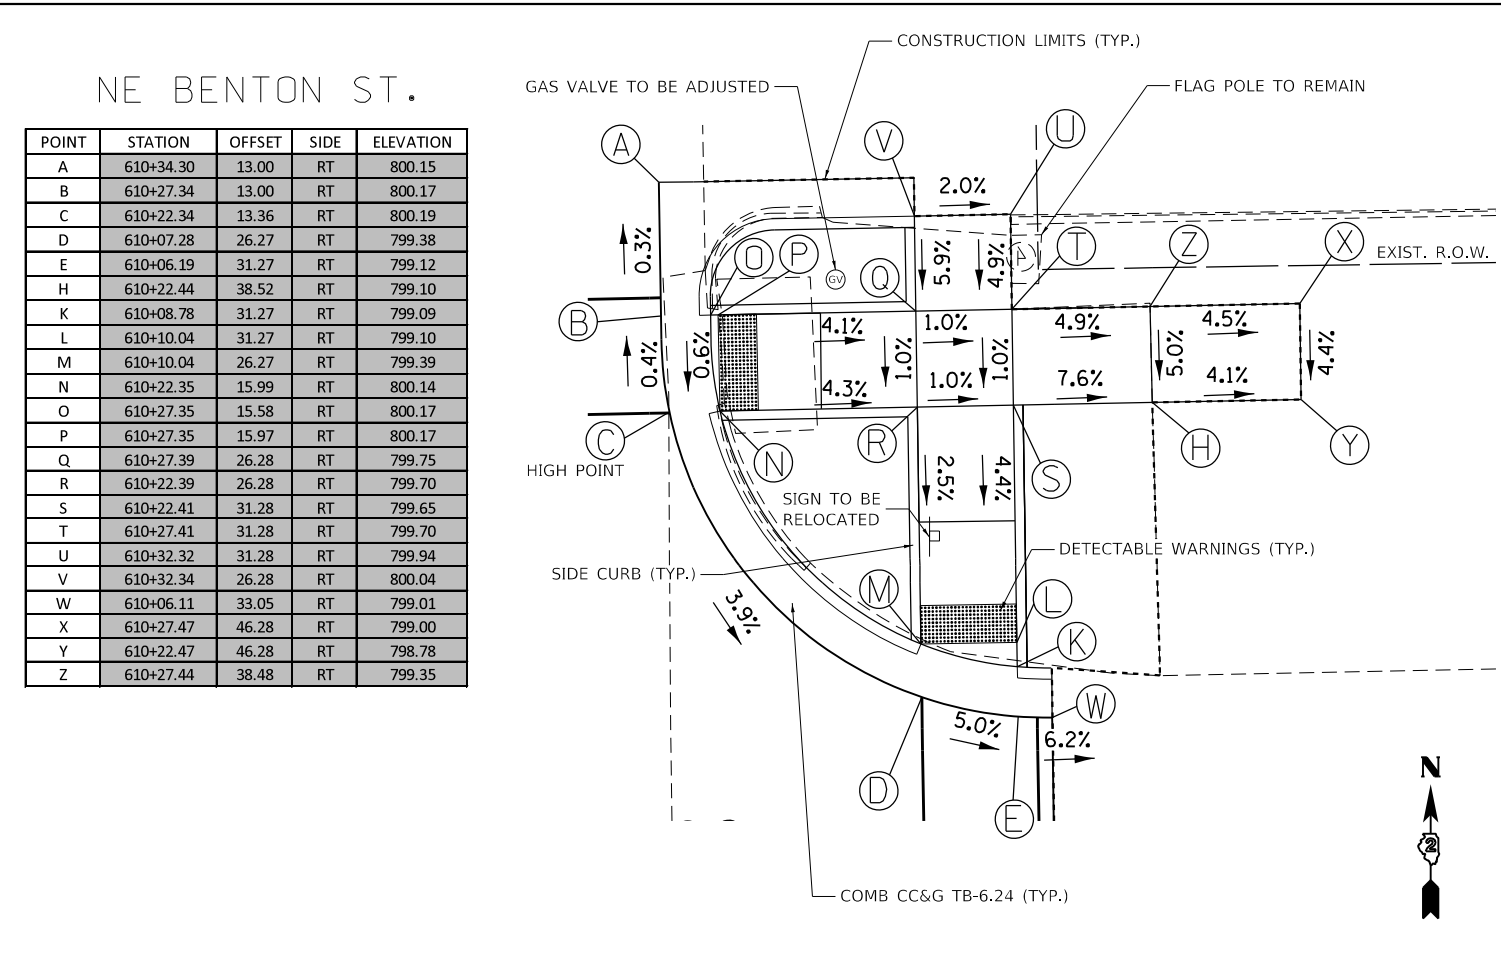 NE BENTON ST.
POINT STATION OFFSET SIDE ELEVATION
A 610+34.30 13.00 RT 800.15
B 610+27.34 13.00 RT 800.17
C 610+22.34 13.36 RT 800.19
D 610+07.28 26.27 RT 799.38
E 610+06.19 31.27 RT 799.12
H 610+22.44 38.52 RT 799.10
K 610+08.78 31.27 RT 799.09
L 610+10.04 31.27 RT 799.10
M 610+10.04 26.27 RT 799.39
N 610+22.35 15.99 RT 800.14
O 610+27.35 15.58 RT 800.17
P 610+27.35 15.97 RT 800.17
Q 610+27.39 26.28 RT 799.75
R 610+22.39 26.28 RT 799.70
S 610+22.41 31.28 RT 799.65
T 610+27.41 31.28 RT 799.70
U 610+32.32 31.28 RT 799.94
V 610+32.34 26.28 RT 800.04
W 610+06.11 33.05 RT 799.01
X 610+27.47 46.28 RT 799.00
Y 610+22.47 46.28 RT 798.78
Z 610+27.44 38.48 RT 799.35
CONSTRUCTION LIMITS (TYP.)
GAS VALVE TO BE ADJUSTED
FLAG POLE TO REMAIN
A
V
U
2.0%
0.3%
O
P
GV
Q
5.9%
4.9%
A
T
Z
X
EXIST. R.O.W.
B
0.4%
0.6%
4.1%
1.0%
1.0%
1.0%
4.9%
5.0%
4.5%
4.4%
4.3%
1.0%
7.6%
4.1%
C
HIGH POINT
N
R
S
H
Y
2.5%
4.4%
SIGN TO BE
RELOCATED
DETECTABLE WARNINGS (TYP.)
SIDE CURB (TYP.)
M
L
3.9%
K
W
5.0%
6.2%
D
E
N
2
COMB CC&G TB-6.24 (TYP.)